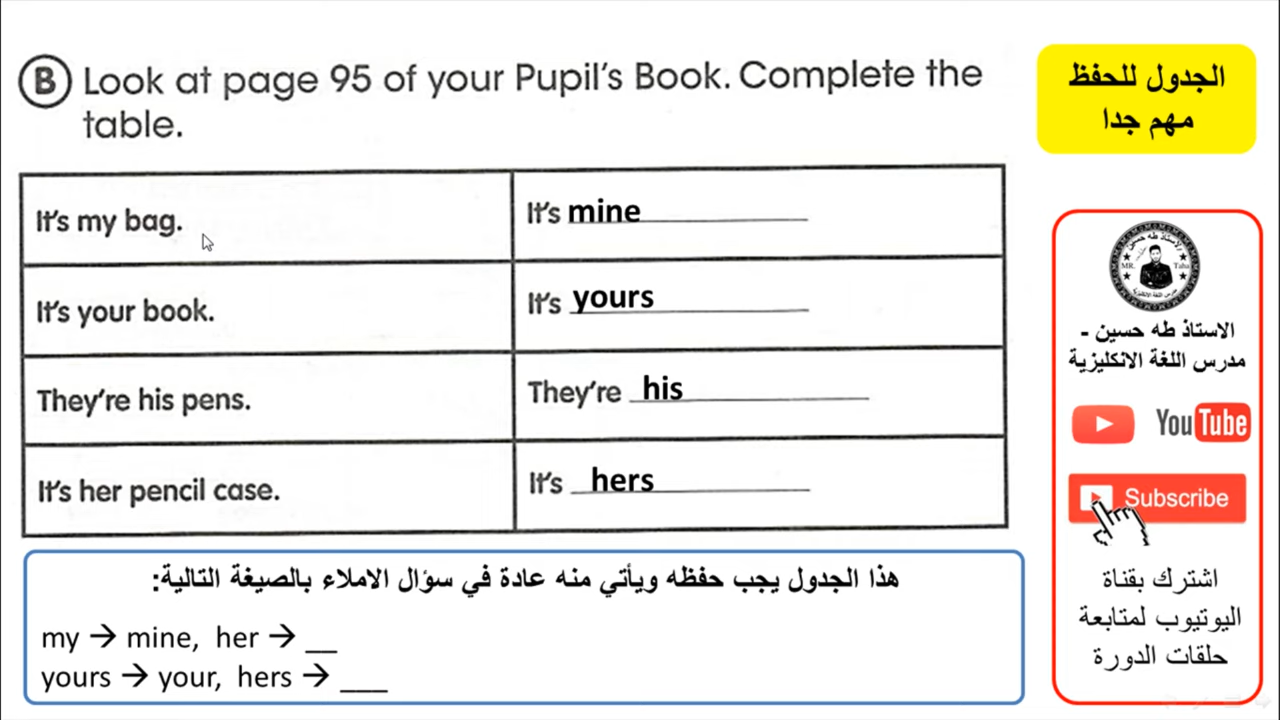 B Look at page 95 of your Pupil's Book. Complete the
table.
It's my bag.
It's mine
It's your book.
It's yours
They're his pens.
They're his
It's her pencil case.
It's hers
هذا الجدول يجب حفظه ويأتي منه عادة في سؤال الاملاء بالصيغة التالية:
my → mine, her → __
yours → your, hers → ___
الجدول للحفظ
مهم جدا
MR. Taha
الاستاذ طه حسين -
مدرس اللغة الانكليزية
YouTube
Subscribe
اشترك بقناة
اليوتيوب لمتابعة
حلقات الدورة